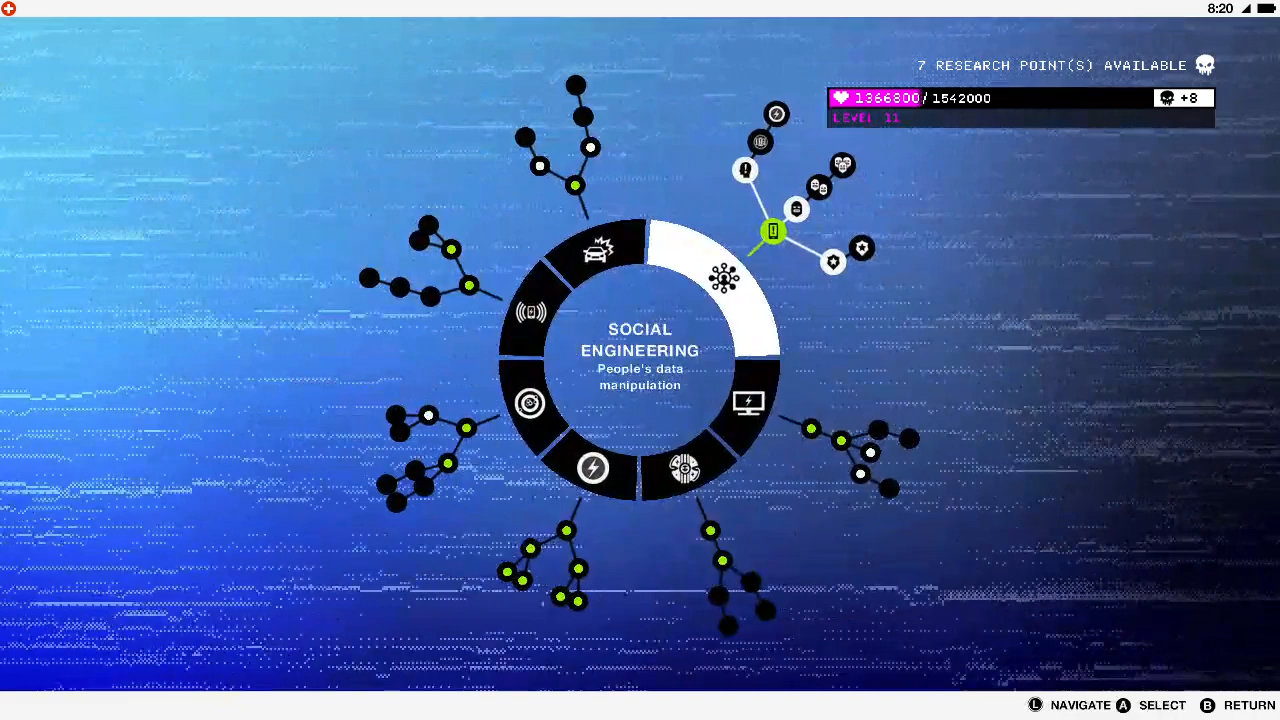 8:20
7 RESEARCH POINT(S) AVAILABLE
1366800/1542000
+8
LEVEL 11
SOCIAL
ENGINEERING
People's data
manipulation
L NAVIGATE A SELECT B RETURN